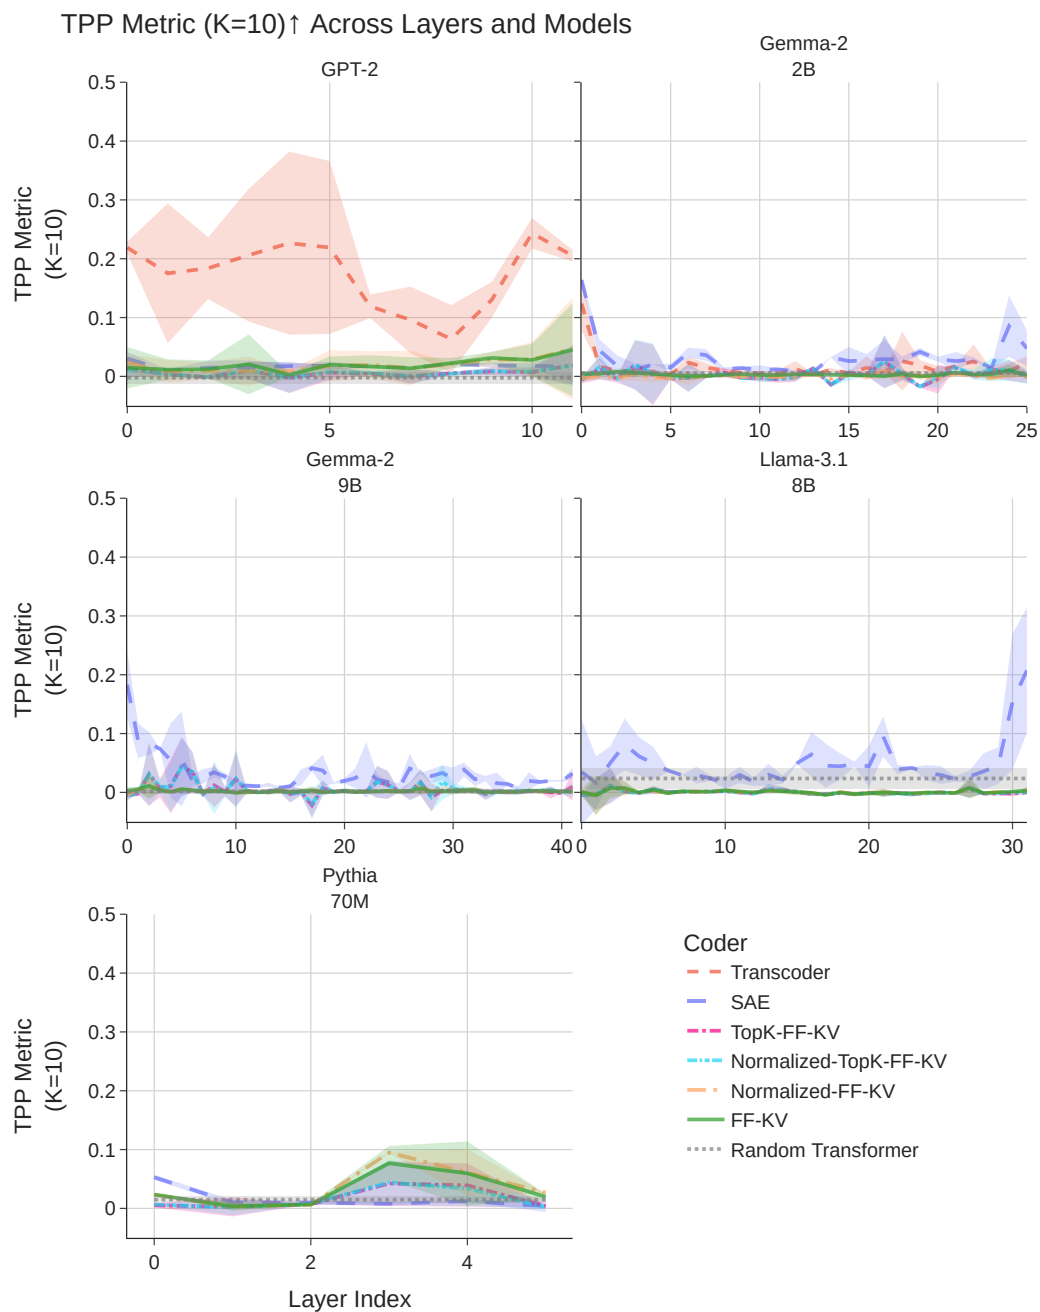 TPP Metric (K=10)↑ Across Layers and Models
GPT-2
Gemma-2
2B
TPP Metric
(K=10)
0.5
0.4
0.3
0.2
0.1
0
0 5 10
0 5 10 15 20 25
Gemma-2
9B
Llama-3.1
8B
TPP Metric
(K=10)
0.5
0.4
0.3
0.2
0.1
0
0 10 20 30 40
0 10 20 30
Pythia
70M
TPP Metric
(K=10)
0.5
0.4
0.3
0.2
0.1
0
0 2 4
Layer Index
Coder
Transcoder
SAE
TopK-FF-KV
Normalized-TopK-FF-KV
Normalized-FF-KV
FF-KV
Random Transformer